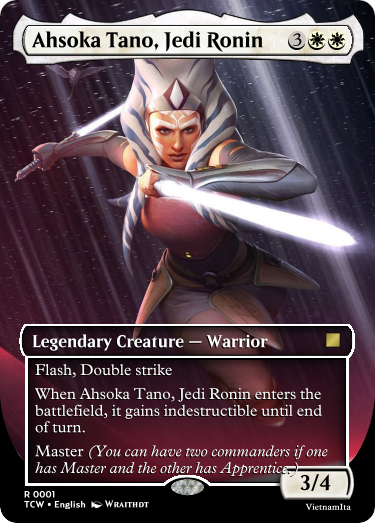 Ahsoka Tano, Jedi Ronin 3
Legendary Creature — Warrior
Flash, Double strike
When Ahsoka Tano, Jedi Ronin enters the
battlefield, it gains indestructible until end
of turn.
Master (You can have two commanders if one
has Master and the other has Apprentice.)
3/4
R 0001
TCW • English WRAITHDT
VietnamIta